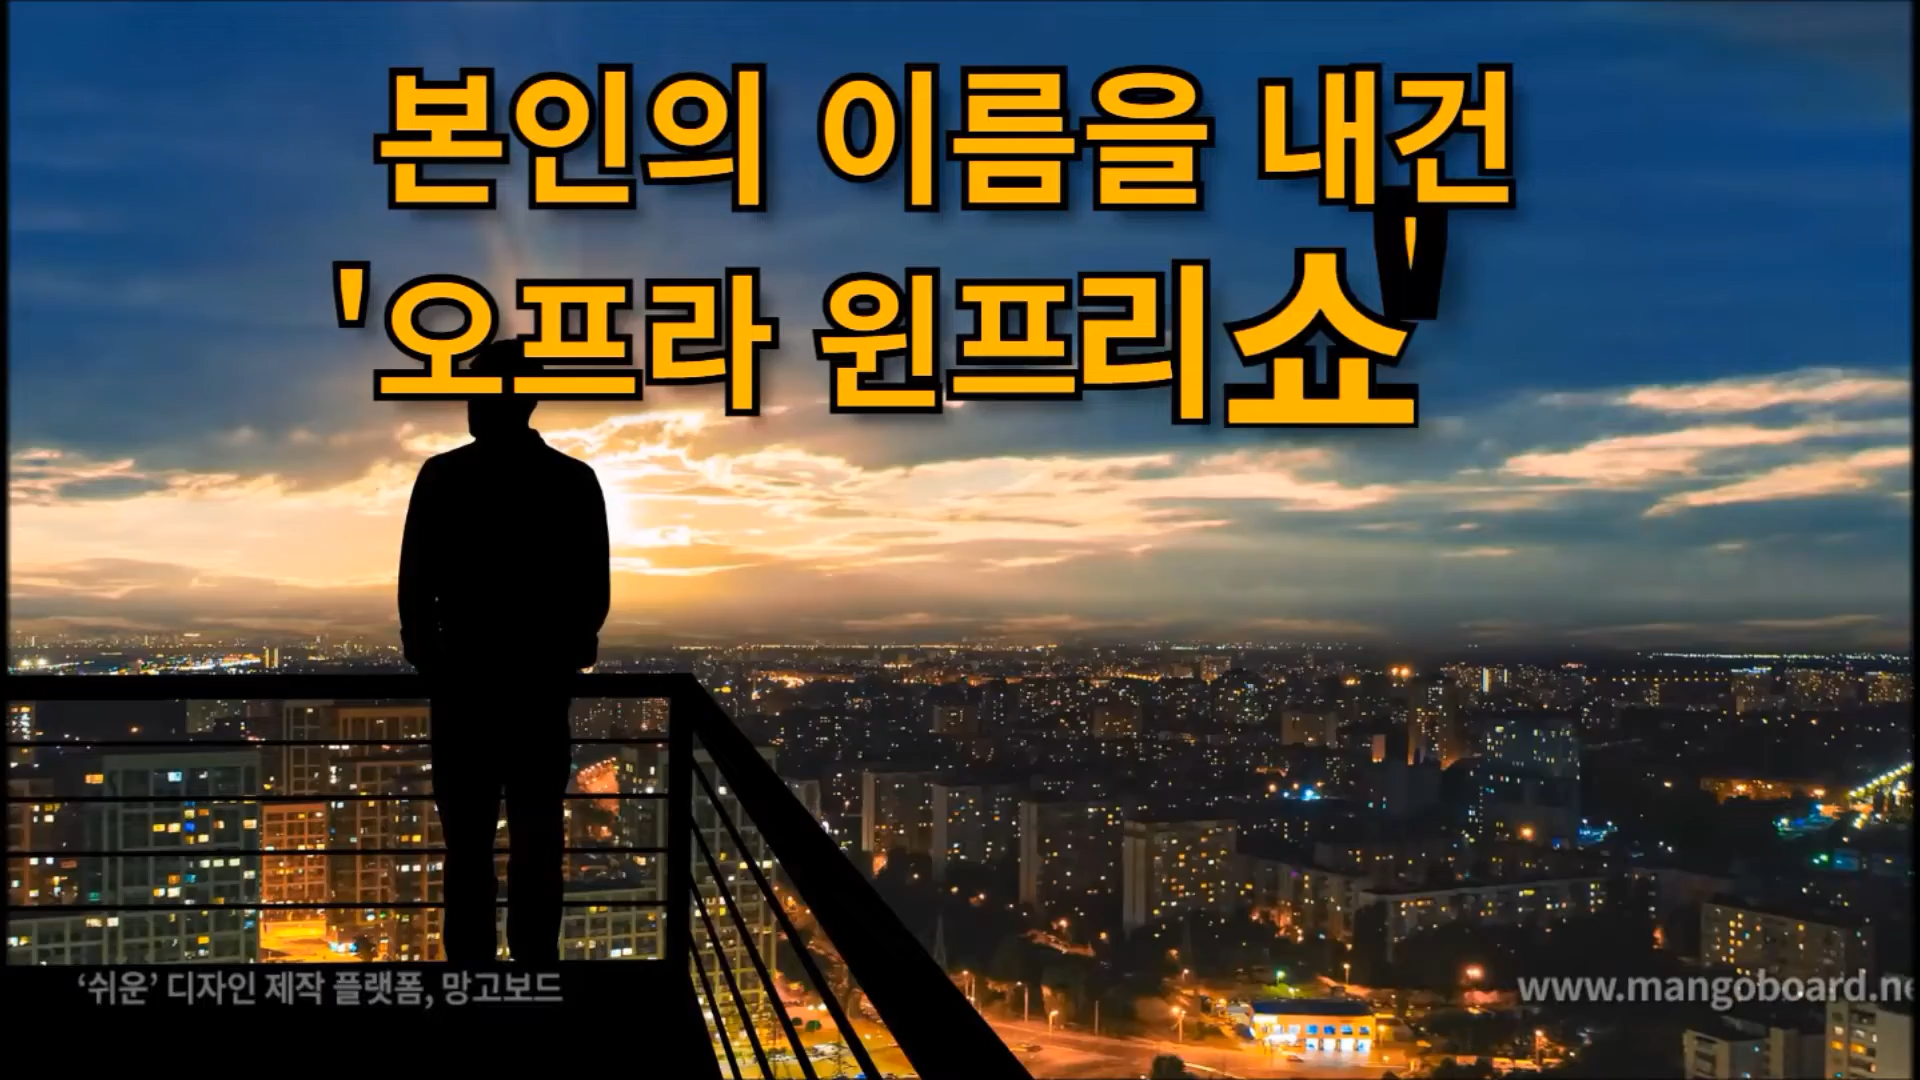 본인의 이름을 내건
'오프라 윈프리쇼'
‘쉬운’ 디자인 제작 플랫폼, 망고보드
www.mangoboard.ne